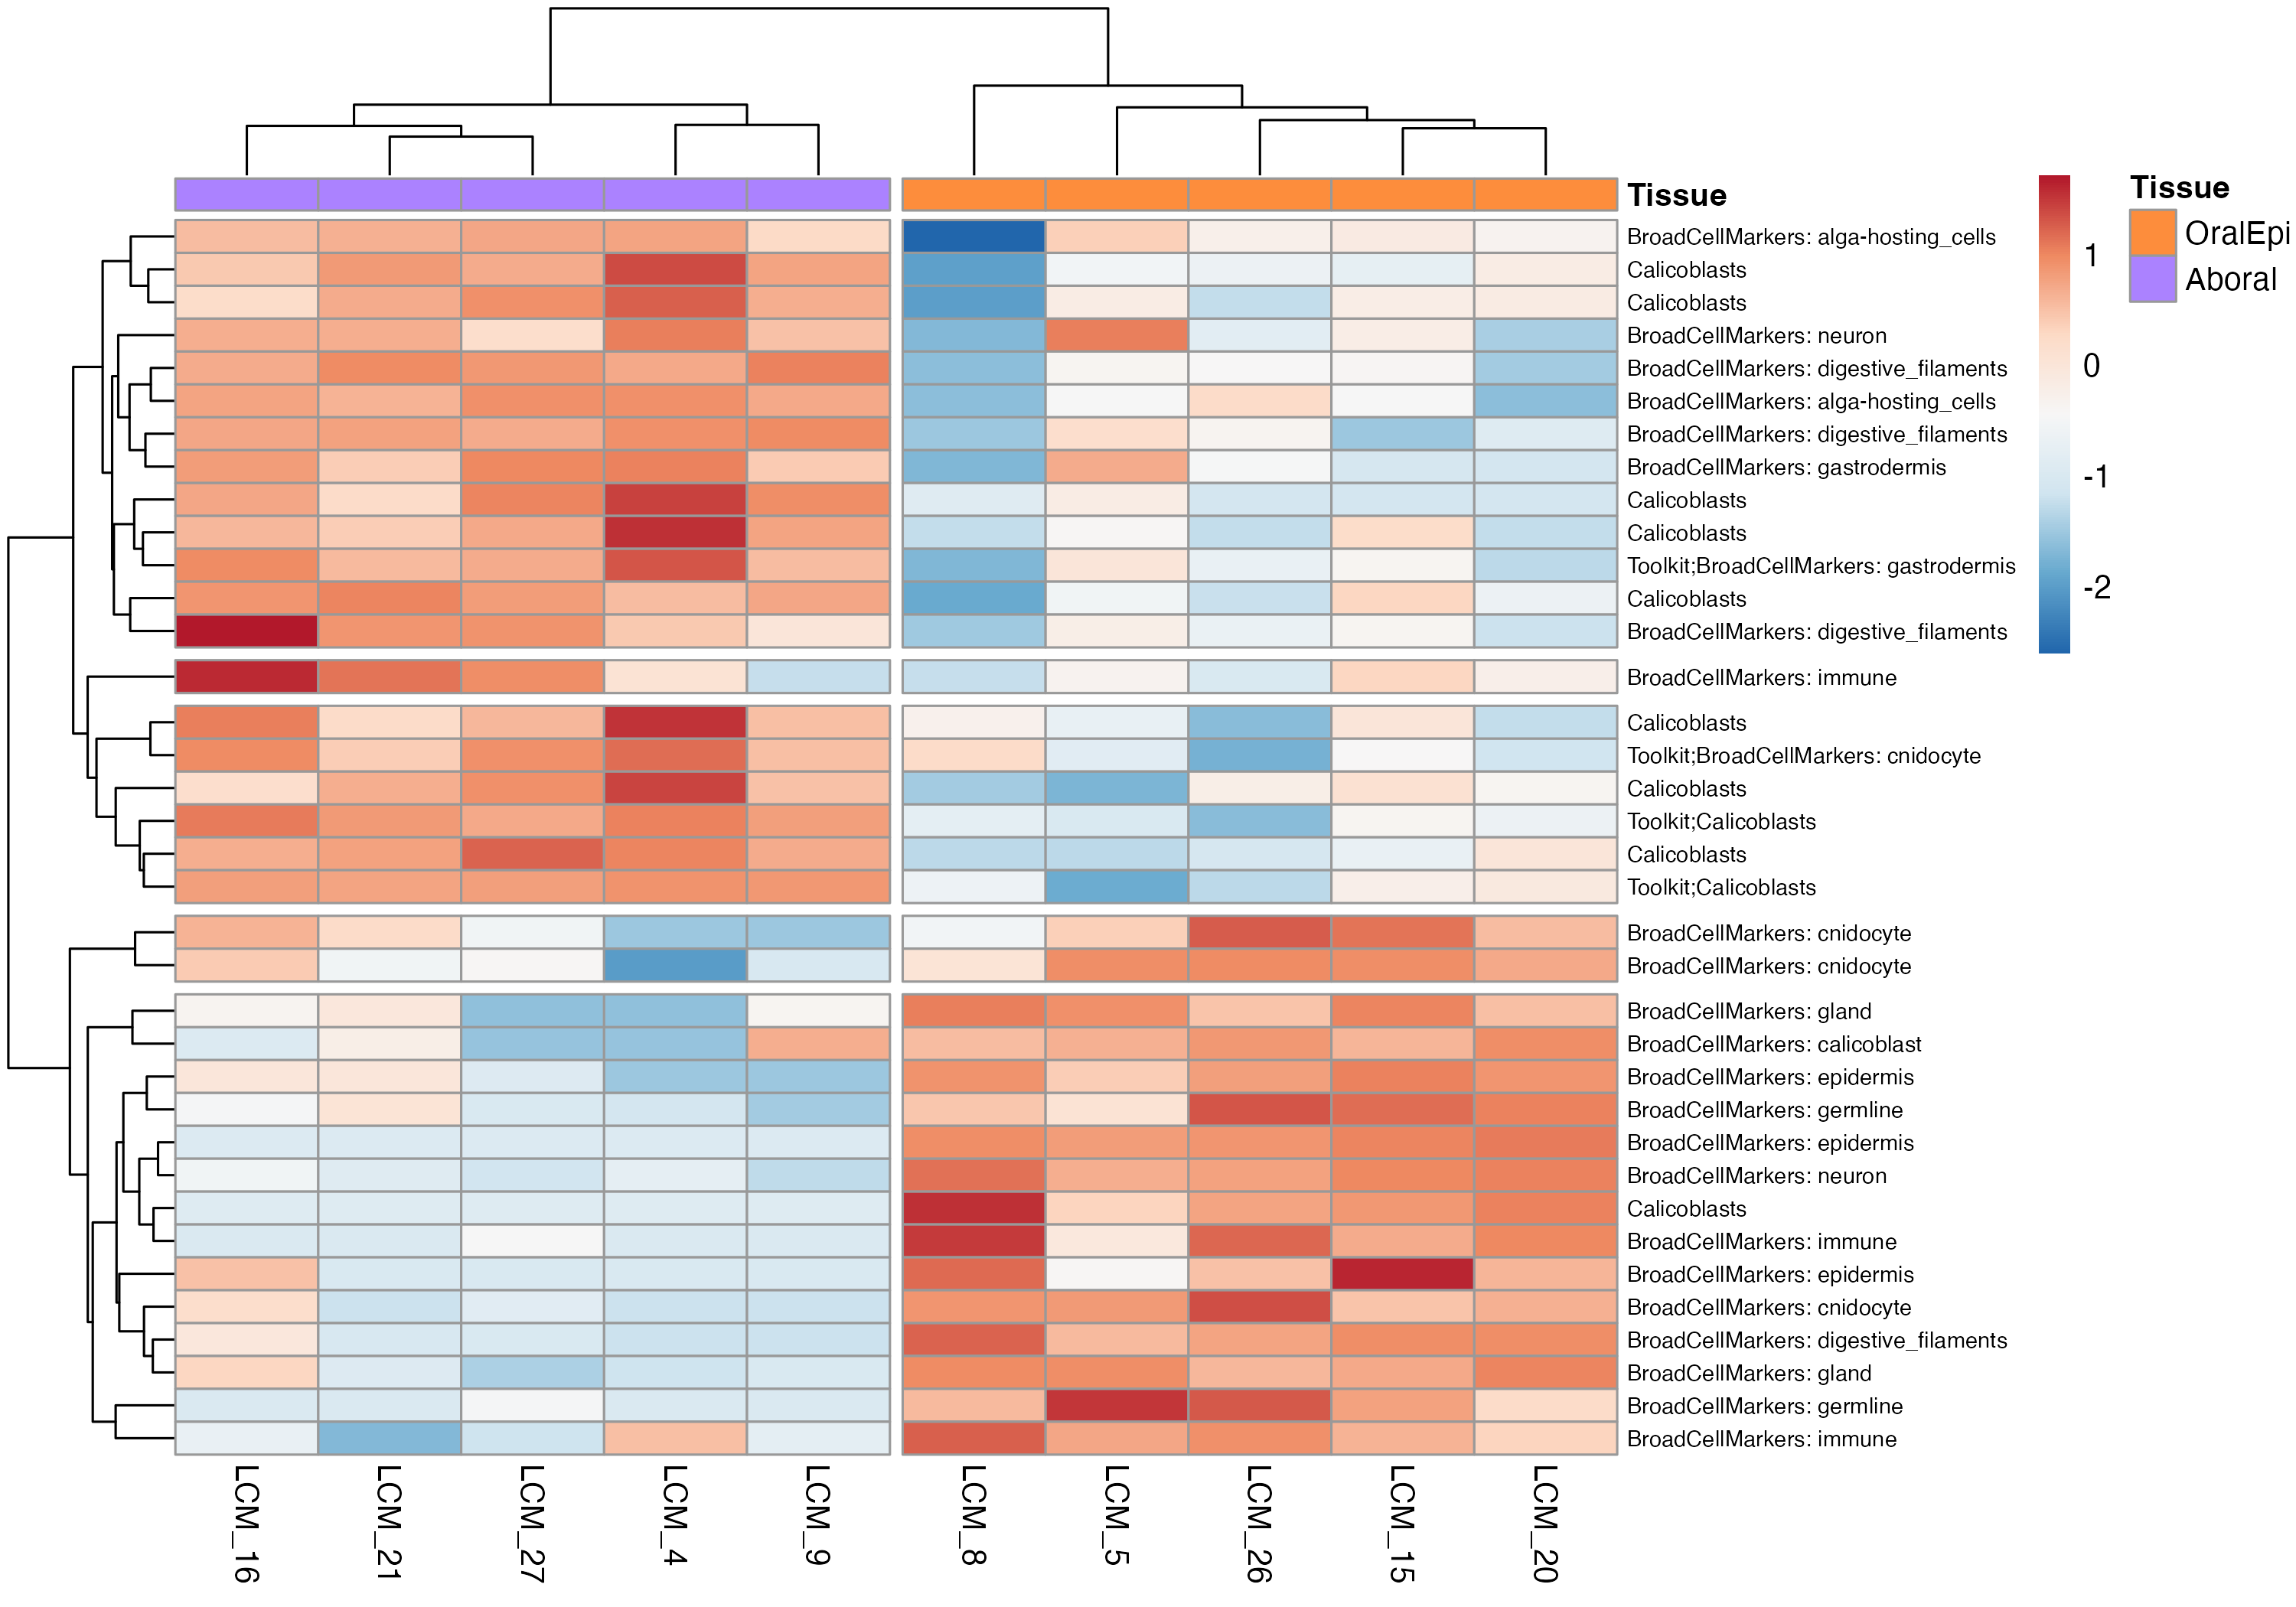 Tissue
BroadCellMarkers: alga-hosting_cells
Calicoblasts
Calicoblasts
BroadCellMarkers: neuron
BroadCellMarkers: digestive_filaments
BroadCellMarkers: alga-hosting_cells
BroadCellMarkers: digestive_filaments
BroadCellMarkers: gastrodermis
Calicoblasts
Calicoblasts
Toolkit;BroadCellMarkers: gastrodermis
Calicoblasts
BroadCellMarkers: digestive_filaments
BroadCellMarkers: immune
Calicoblasts
Toolkit;BroadCellMarkers: cnidocyte
Calicoblasts
Toolkit;Calicoblasts
Calicoblasts
Toolkit;Calicoblasts
BroadCellMarkers: cnidocyte
BroadCellMarkers: cnidocyte
BroadCellMarkers: gland
BroadCellMarkers: calicoblast
BroadCellMarkers: epidermis
BroadCellMarkers: germline
BroadCellMarkers: epidermis
BroadCellMarkers: neuron
Calicoblasts
BroadCellMarkers: immune
BroadCellMarkers: epidermis
BroadCellMarkers: cnidocyte
BroadCellMarkers: digestive_filaments
BroadCellMarkers: gland
BroadCellMarkers: germline
BroadCellMarkers: immune
LCM_16
LCM_21
LCM_27
LCM_4
LCM_9
LCM_8
LCM_5
LCM_26
LCM_15
LCM_20
1
0
-1
-2
Tissue
OralEpi
Aboral